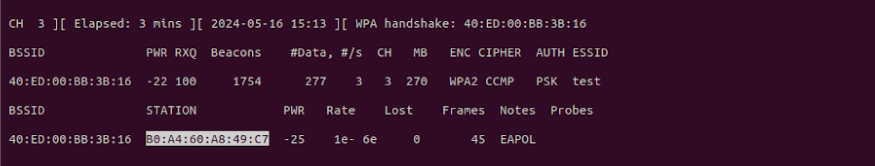 CH 3 ][ Elapsed: 3 mins ][ 2024-05-16 15:13 ][ WPA handshake: 40:ED:00:BB:3B:16
BSSID PWR RXQ Beacons #Data, #/s CH MB ENC CIPHER AUTH ESSID
40:ED:00:BB:3B:16 -22 100 1754 277 3 3 270 WPA2 CCMP PSK test
BSSID STATION PWR Rate Lost Frames Notes Probes
40:ED:00:BB:3B:16 B0:A4:60:A8:49:C7 -25 1e- 6e 0 45 EAPOL